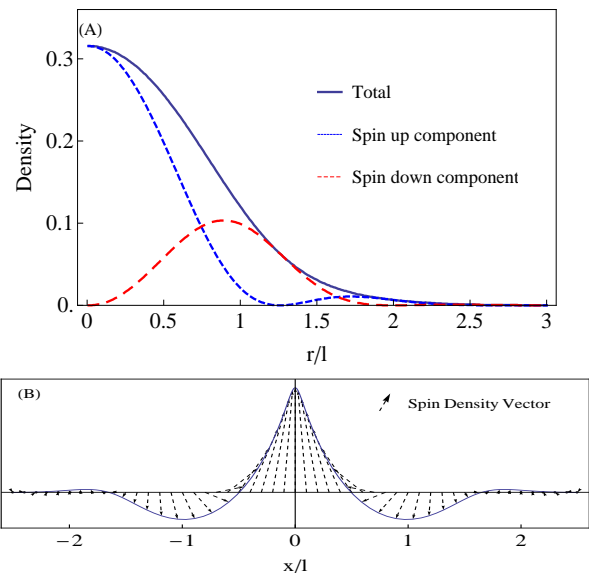 (A)
0.3
0.2
0.1
0.
Density
Total
Spin up component
Spin down component
0 0.5 1 1.5 2 2.5 3
r/l
(B)
Spin Density Vector
−2 −1 0 1 2
x/l